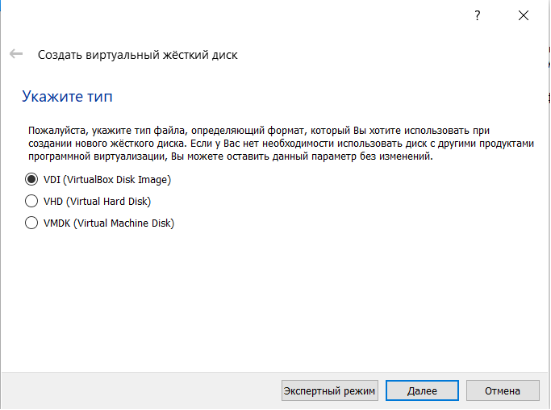 ?
Создать виртуальный жёсткий диск
Укажите тип
Пожалуйста, укажите тип файла, определяющий формат, который Вы хотите использовать при
создании нового жёсткого диска. Если у Вас нет необходимости использовать диск с другими продуктами
программной виртуализации, Вы можете оставить данный параметр без изменений.
VDI (VirtualBox Disk Image)
VHD (Virtual Hard Disk)
VMDK (Virtual Machine Disk)
Экспертный режим Далее Отмена